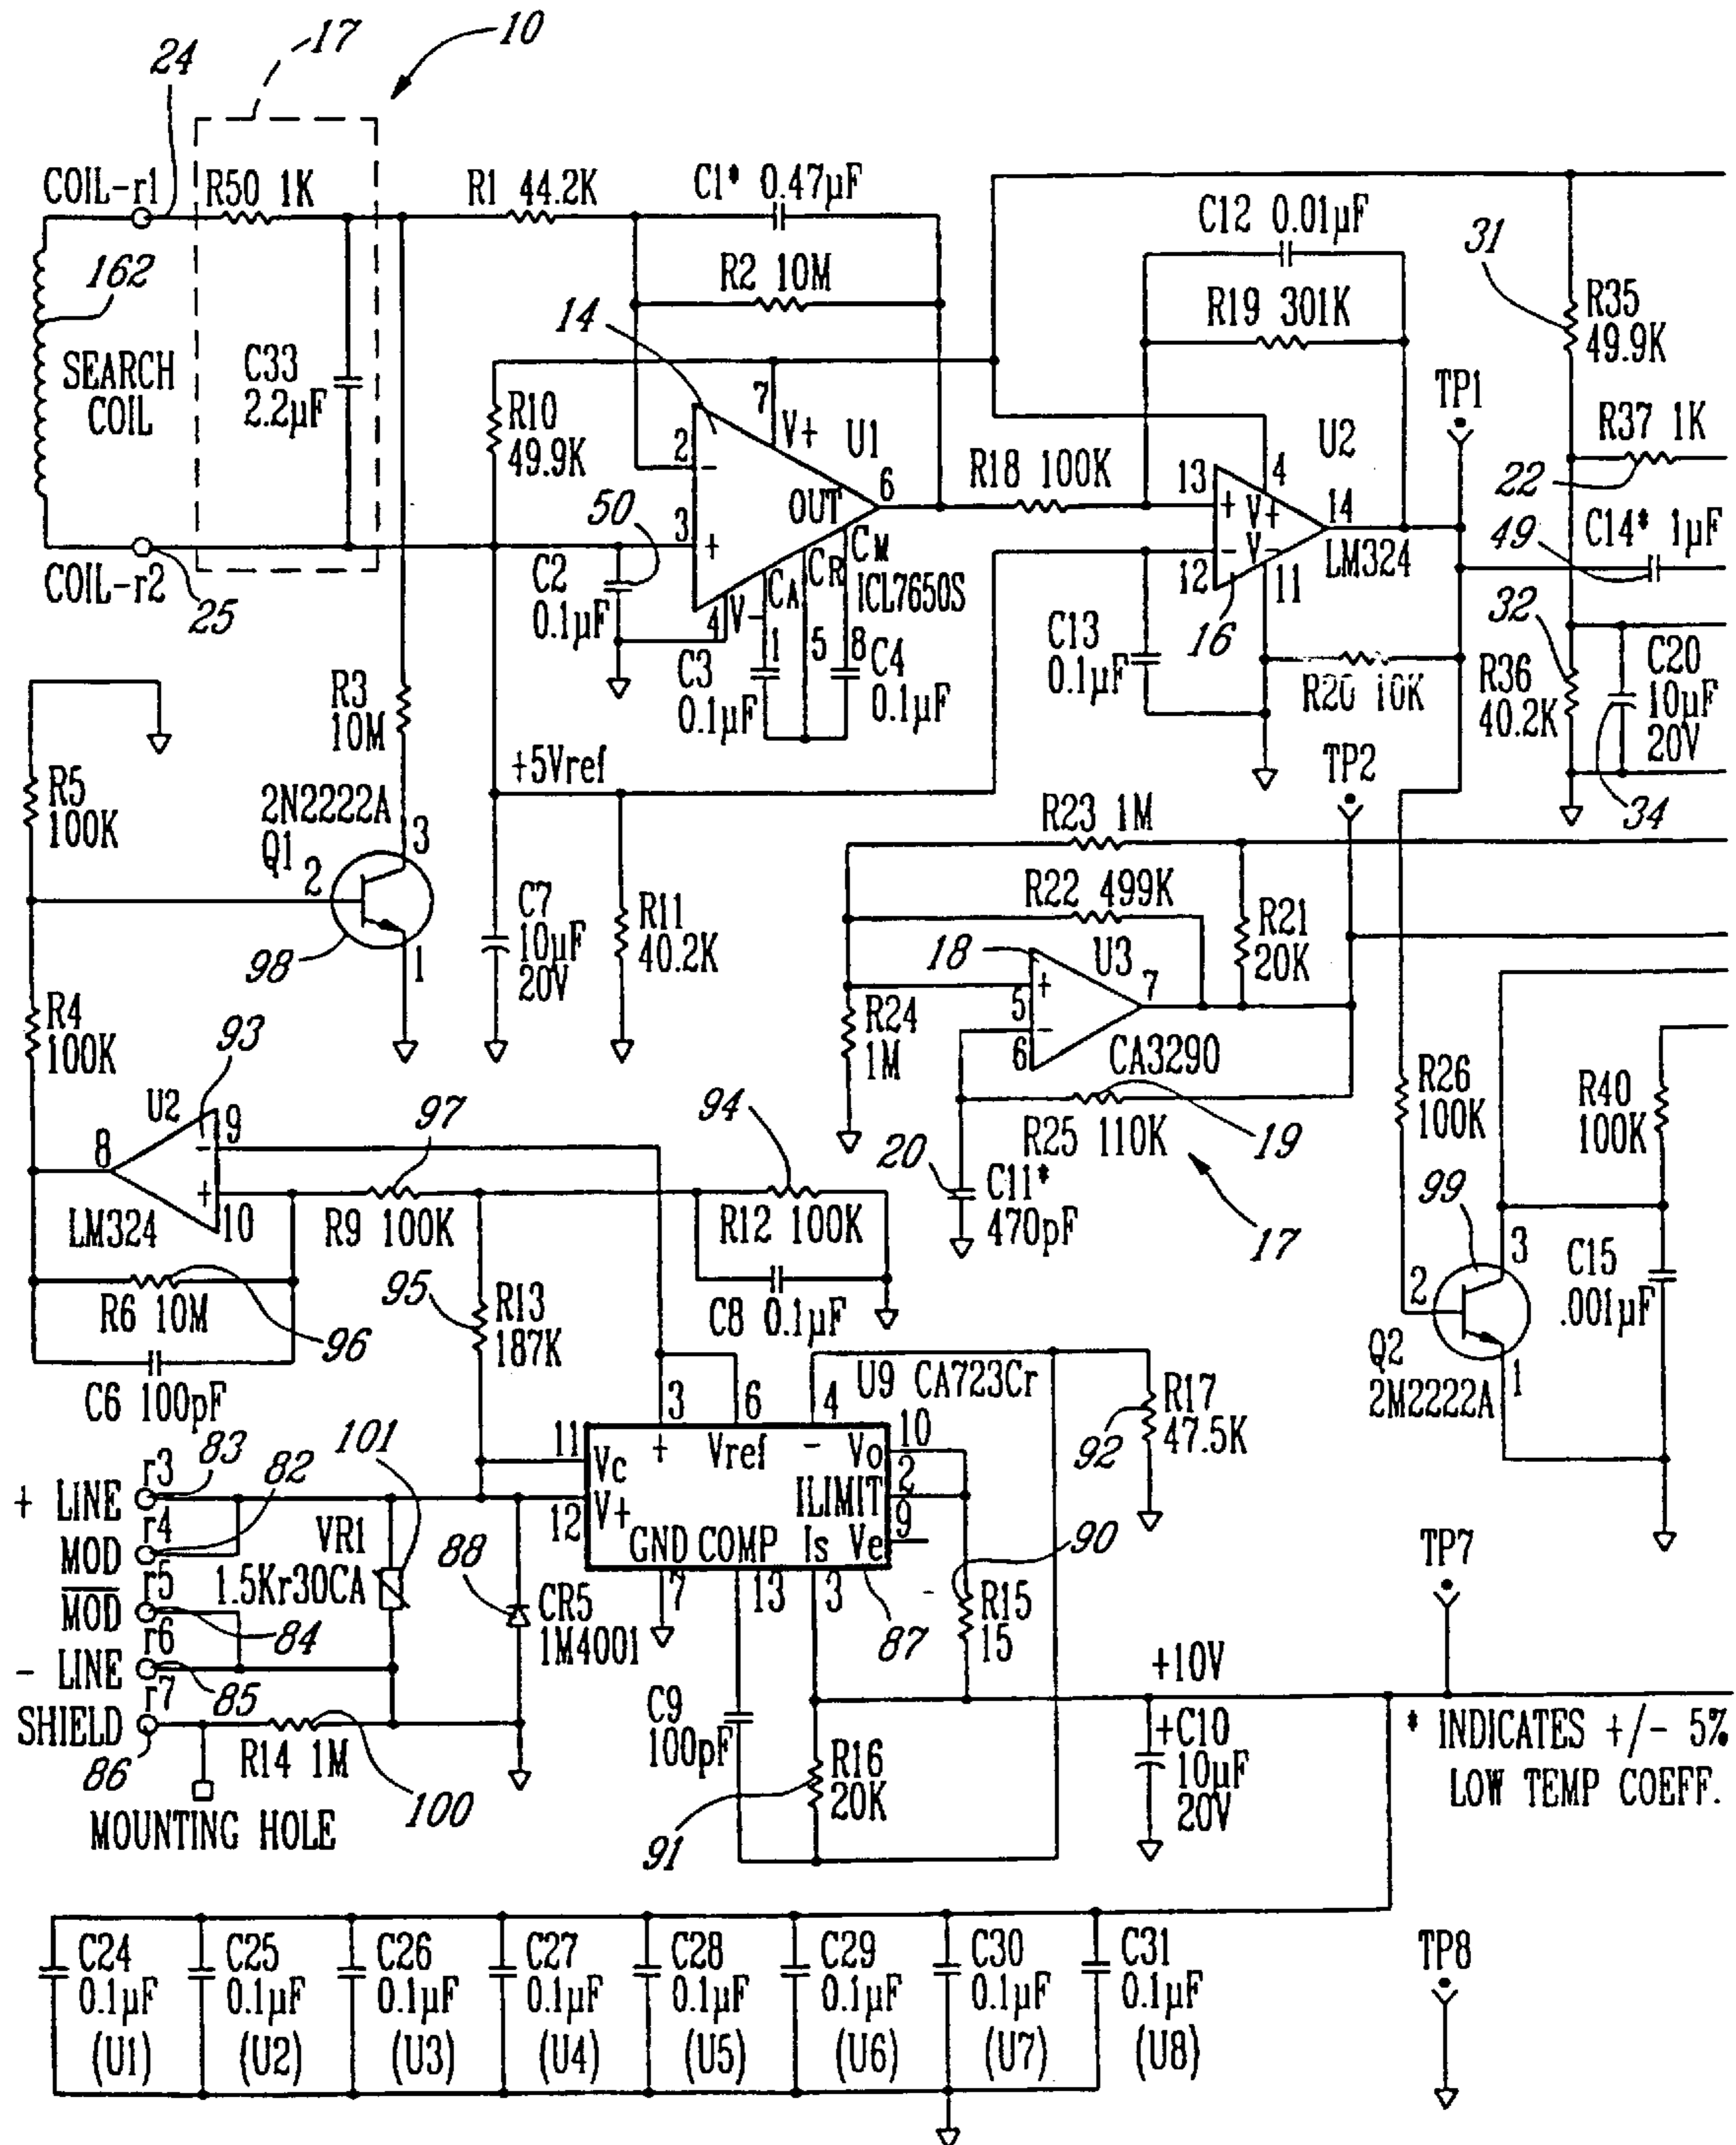 17
10
24
COIL-r1
R50 1K
R1 44.2K
C1* 0.47µF
C12 0.01µF
31
162
R2 10M
R19 301K
R35
49.9K
14
SEARCH
COIL
C33
2.2µF
R10
49.9K
7
V+
U1
U2
TP1
R37 1K
2
-
6
R18 100K
13
4
22
OUT
+
V+
14
50
3
+
CM
CR
CA
V-
-
V-
LM324
49
C14* 1µF
COIL-r2
25
C2
0.1µF
4
ICL7650S
12
11
16
1
5
8
C3
0.1µF
C4
0.1µF
C13
0.1µF
32
R20 10K
R36
40.2K
C20
10µF
20V
R3
10M
+5Vref
TP2
34
R5
100K
2N2222A
Q1
3
2
R23 1M
R22 499K
C7
10µF
20V
R11
40.2K
R21
20K
98
1
18
U3
+
5
7
-
6
R4
100K
93
R24
1M
CA3290
R26
100K
R40
100K
U2
9
97
94
8
-
+
R25 110K
19
20
99
LM324
10
R9 100K
R12 100K
C11*
470pF
17
3
R6 10M
95
R13
187K
C8 0.1µF
2
C15
.001µF
96
C6 100pF
U9 CA723Cr
Q2
2M2222A
1
3
6
4
R17
47.5K
92
101
11
Vc
+
Vref
-
Vo
10
r3
83
82
2
+ LINE
ILIMIT
r4
12
V+
9
MOD
VR1
1.5Kr30CA
88
GND
COMP
Is
Ve
90
TP7
r5
MOD
84
7
13
3
87
R15
15
r6
CR5
1M4001
- LINE
85
+10V
r7
SHIELD
C9
100pF
+C10
10µF
20V
* INDICATES +/- 5%
LOW TEMP COEFF.
86
R14 1M
R16
20K
100
MOUNTING HOLE
91
C24
0.1µF
(U1)
C25
0.1µF
(U2)
C26
0.1µF
(U3)
C27
0.1µF
(U4)
C28
0.1µF
(U5)
C29
0.1µF
(U6)
C30
0.1µF
(U7)
C31
0.1µF
(U8)
TP8